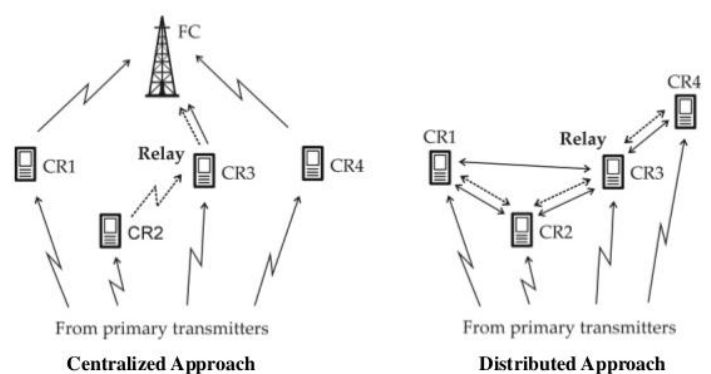 FC
Relay
CR1
CR3
CR4
CR2
From primary transmitters
Centralized Approach
CR4
CR1
Relay
CR3
CR2
From primary transmitters
Distributed Approach